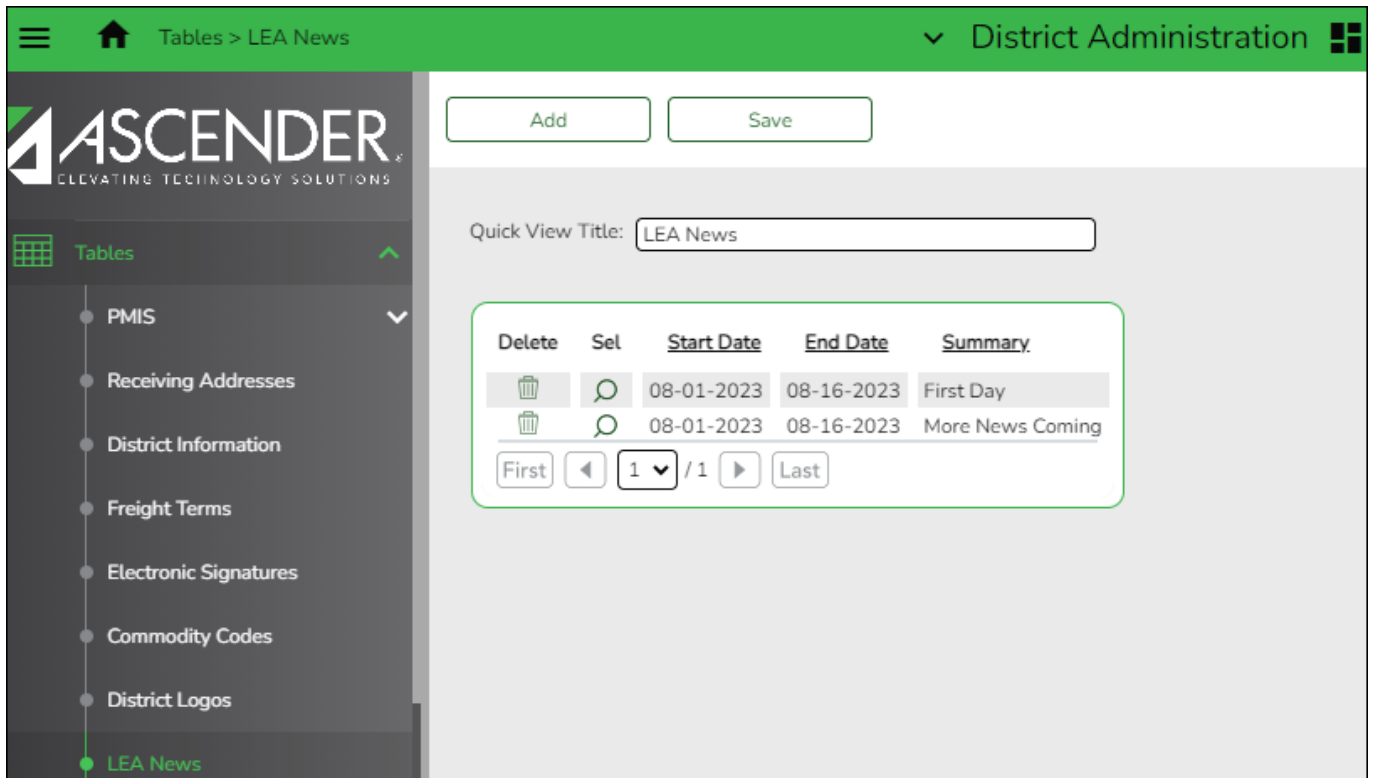 Tables > LEA News
District Administration
ASCENDER
ELEVATING TECHNOLOGY SOLUTIONS
Add
Save
Tables
PMIS
Receiving Addresses
District Information
Freight Terms
Electronic Signatures
Commodity Codes
District Logos
LEA News
Quick View Title: LEA News
Delete Sel Start Date End Date Summary
08-01-2023 08-16-2023 First Day
08-01-2023 08-16-2023 More News Coming
First 1 / 1 Last